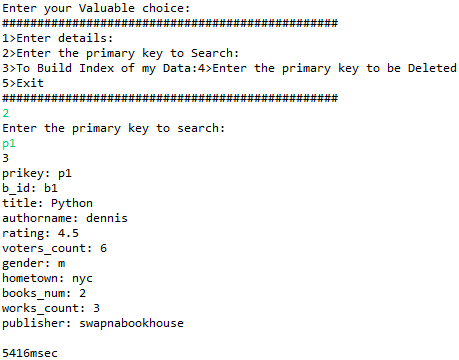 Enter your Valuable choice:
################################################
1>Enter details:
2>Enter the primary key to Search:
3>To Build Index of my Data:4>Enter the primary key to be Deleted
5>Exit
################################################
2
Enter the primary key to search:
p1
3
prikey: p1
b_id: b1
title: Python
authorname: dennis
rating: 4.5
voters_count: 6
gender: m
hometown: nyc
books_num: 2
works_count: 3
publisher: swapnabookhouse
5416msec